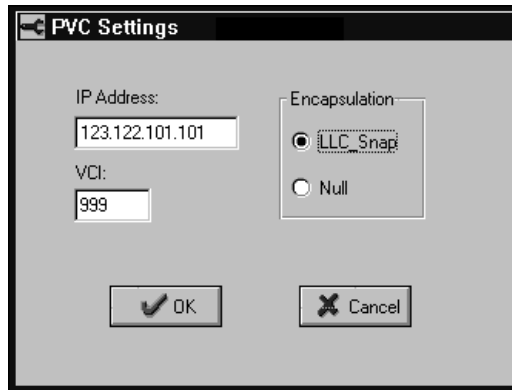 PVC Settings
IP Address:
123.122.101.101
VCI:
999
Encapsulation
LLC_Snap
Null
OK
Cancel